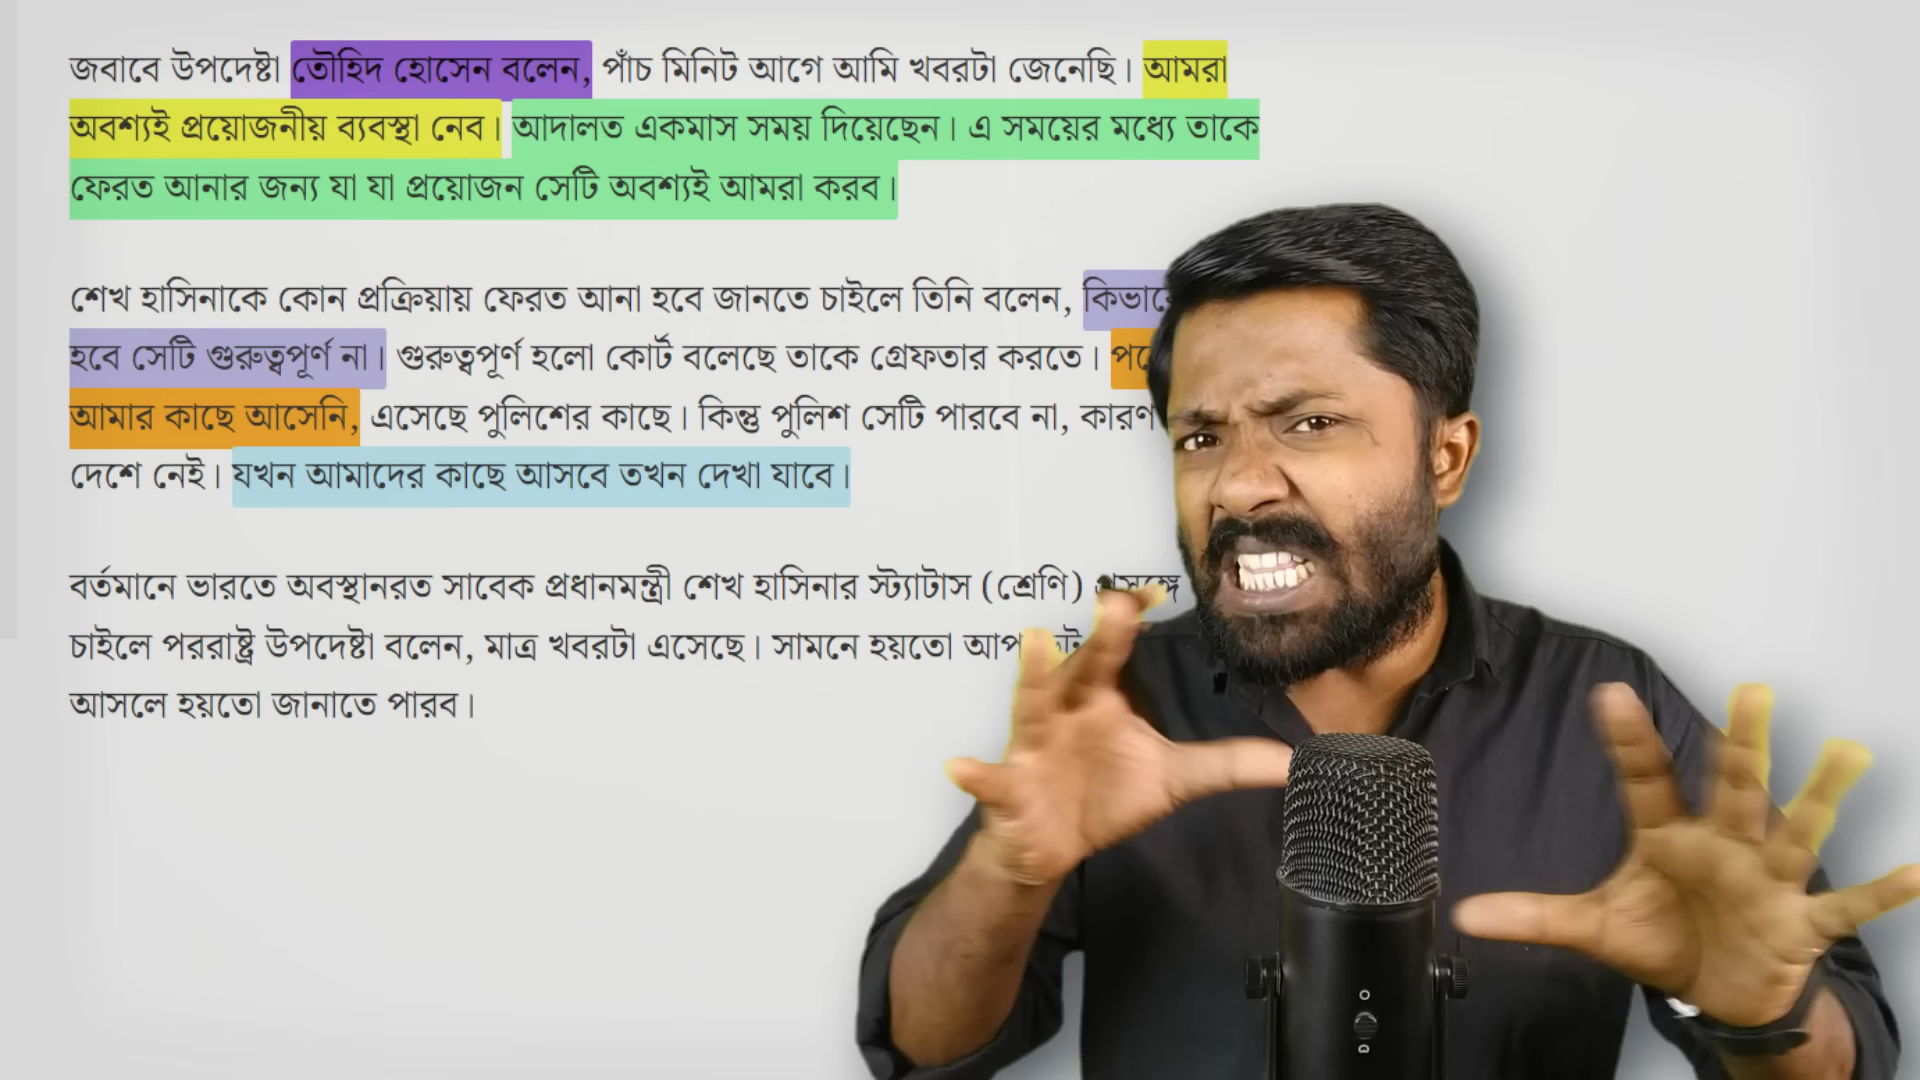 জবাবে উপদেষ্টা তৌহিদ হোসেন বলেন, পাঁচ মিনিট আগে আমি খবরটা জেনেছি। আমরা
অবশ্যই প্রয়োজনীয় ব্যবস্থা নেব। আদালত একমাস সময় দিয়েছেন। এ সময়ের মধ্যে তাকে
ফেরত আনার জন্য যা যা প্রয়োজন সেটি অবশ্যই আমরা করব।
শেখ হাসিনাকে কোন প্রক্রিয়ায় ফেরত আনা হবে জানতে চাইলে তিনি বলেন,
হবে সেটি গুরুত্বপূর্ণ না। গুরুত্বপূর্ণ হলো কোর্ট বলেছে তাকে গ্রেফতার করতে।
আমার কাছে আসেনি, এসেছে পুলিশের কাছে। কিন্তু পুলিশ সেটি পারবে না, কারণ
দেশে নেই। যখন আমাদের কাছে আসবে তখন দেখা যাবে।
বর্তমানে ভারতে অবস্থানরত সাবেক প্রধানমন্ত্রী শেখ হাসিনার স্ট্যাটাস (শ্রেণি) প্রসঙ্গে
চাইলে পররাষ্ট্র উপদেষ্টা বলেন, মাত্র খবরটা এসেছে। সামনে হয়তো
আসলে হয়তো জানাতে পারব।